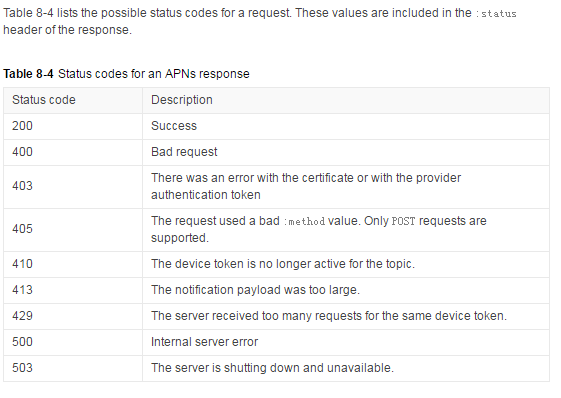 Table 8-4 lists the possible status codes for a request. These values are included in the :status
header of the response.
Table 8-4 Status codes for an APNs response
Status code Description
200 Success
400 Bad request
403 There was an error with the certificate or with the provider
authentication token
405 The request used a bad :method value. Only POST requests are
supported.
410 The device token is no longer active for the topic.
413 The notification payload was too large.
429 The server received too many requests for the same device token.
500 Internal server error
503 The server is shutting down and unavailable.